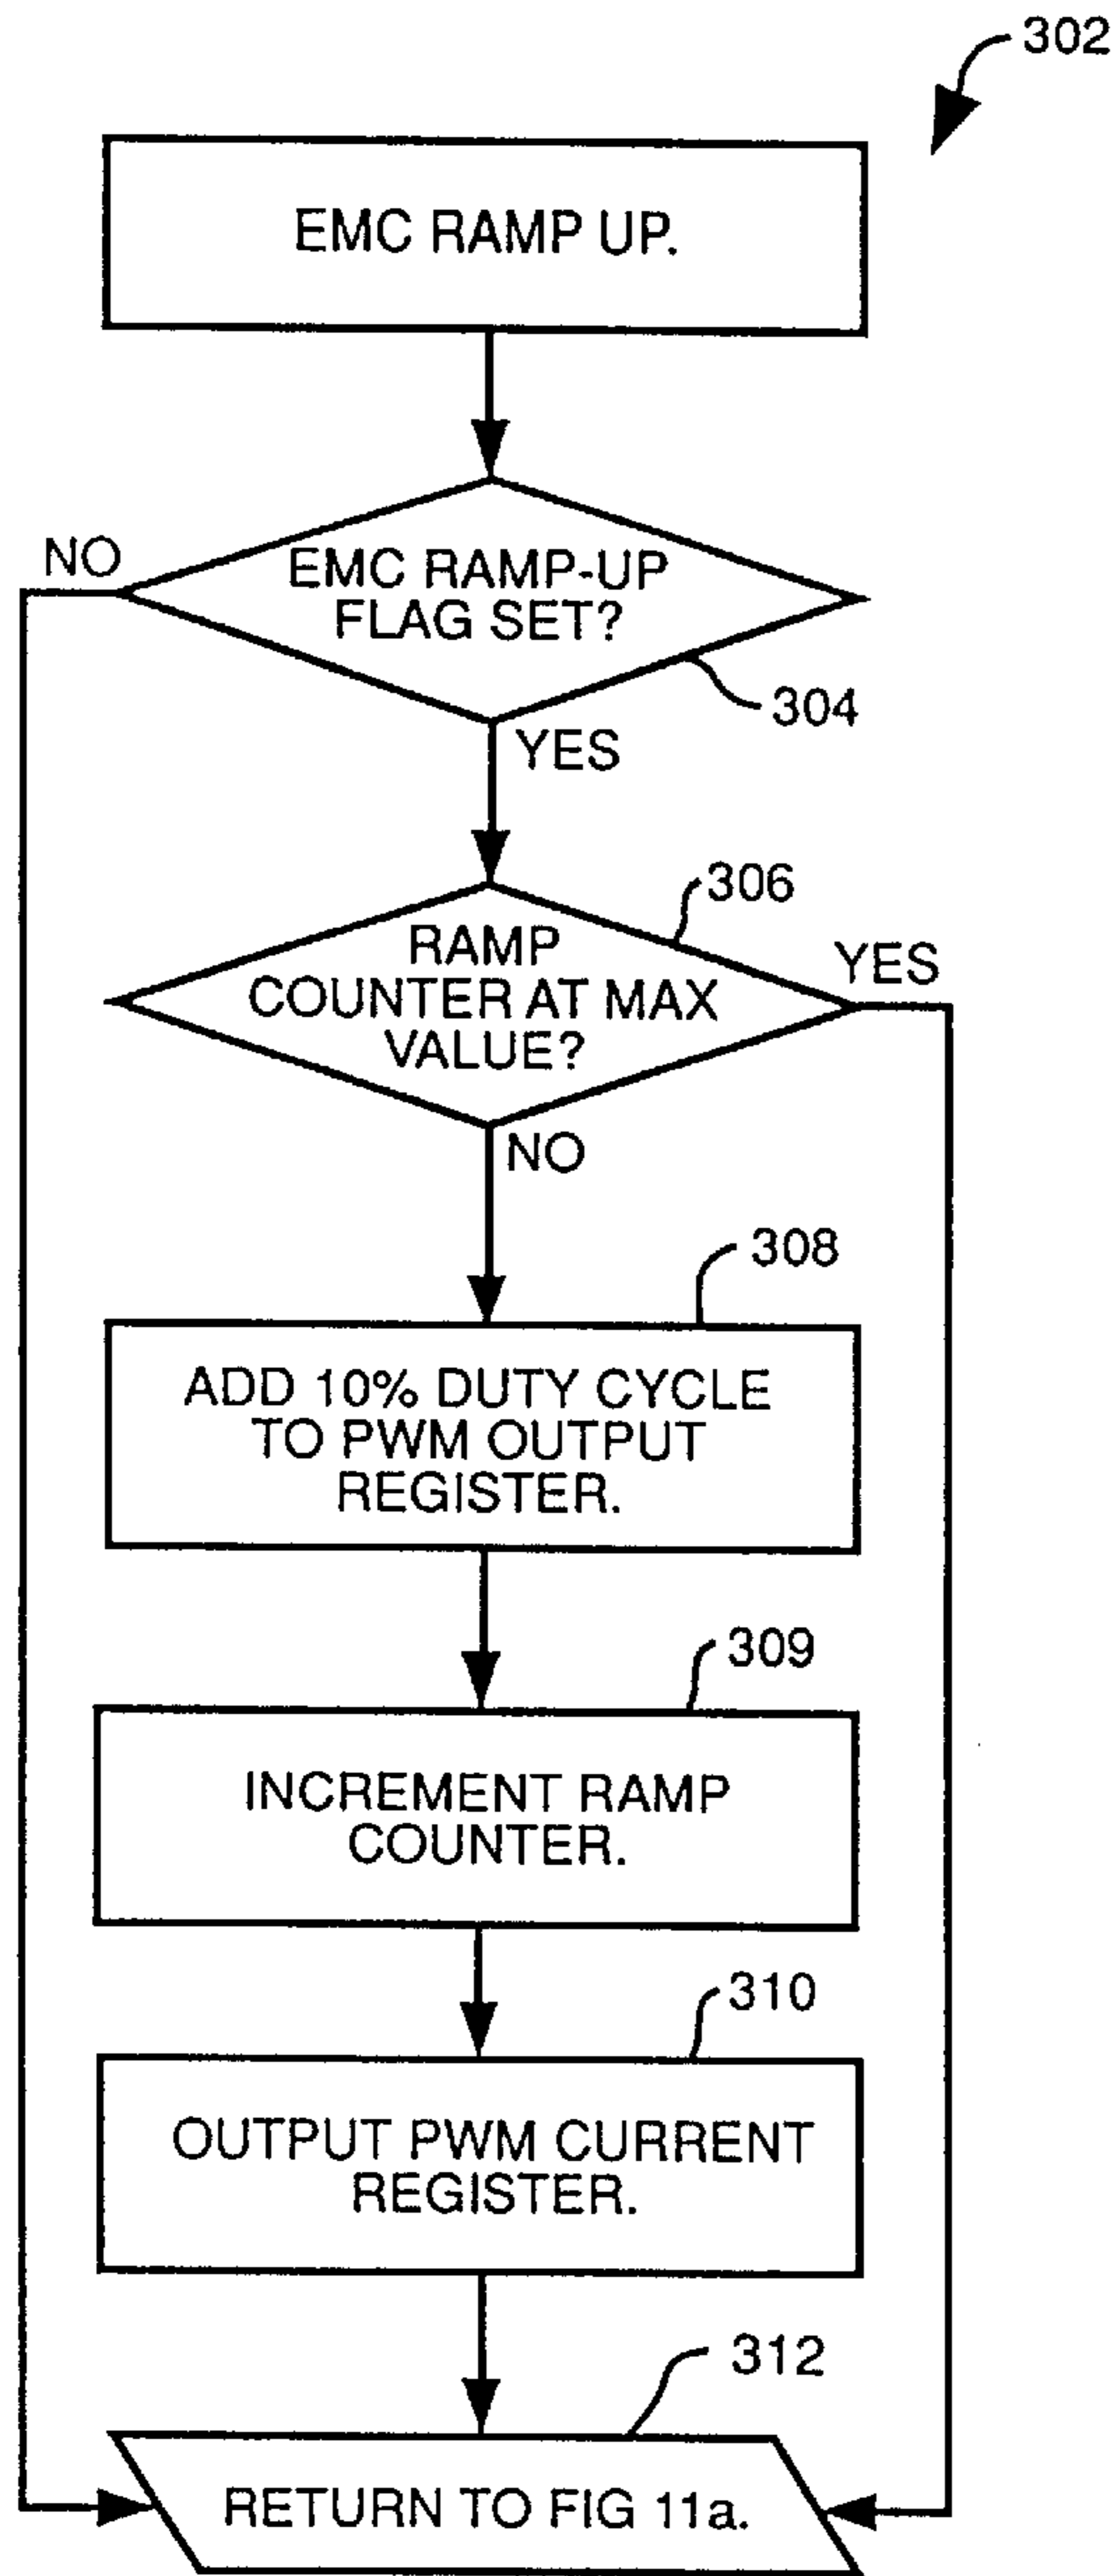 302
EMC RAMP UP.
NO
EMC RAMP-UP
FLAG SET?
304
YES
306
RAMP
COUNTER AT MAX
VALUE?
YES
NO
308
ADD 10% DUTY CYCLE
TO PWM OUTPUT
REGISTER.
309
INCREMENT RAMP
COUNTER.
310
OUTPUT PWM CURRENT
REGISTER.
312
RETURN TO FIG 11a.